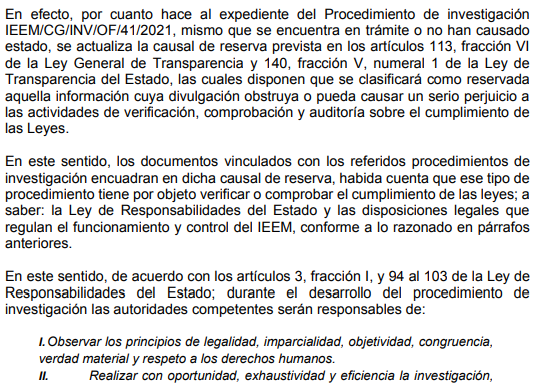 En efecto, por cuanto hace al expediente del Procedimiento de investigación
IEEM/CG/INV/OF/41/2021, mismo que se encuentra en trámite o no han causado
estado, se actualiza la causal de reserva prevista en los artículos 113, fracción VI
de la Ley General de Transparencia y 140, fracción V, numeral 1 de la Ley de
Transparencia del Estado, las cuales disponen que se clasificará como reservada
aquella información cuya divulgación obstruya o pueda causar un serio perjuicio a
las actividades de verificación, comprobación y auditoría sobre el cumplimiento de
las Leyes.
En este sentido, los documentos vinculados con los referidos procedimientos de
investigación encuadran en dicha causal de reserva, habida cuenta que ese tipo de
procedimiento tiene por objeto verificar o comprobar el cumplimiento de las leyes; a
saber: la Ley de Responsabilidades del Estado y las disposiciones legales que
regulan el funcionamiento y control del IEEM, conforme a lo razonado en párrafos
anteriores.
En este sentido, de acuerdo con los artículos 3, fracción I, y 94 al 103 de la Ley de
Responsabilidades del Estado; durante el desarrollo del procedimiento de
investigación las autoridades competentes serán responsables de:
I. Observar los principios de legalidad, imparcialidad, objetividad, congruencia,
verdad material y respeto a los derechos humanos.
II. Realizar con oportunidad, exhaustividad y eficiencia la investigación,